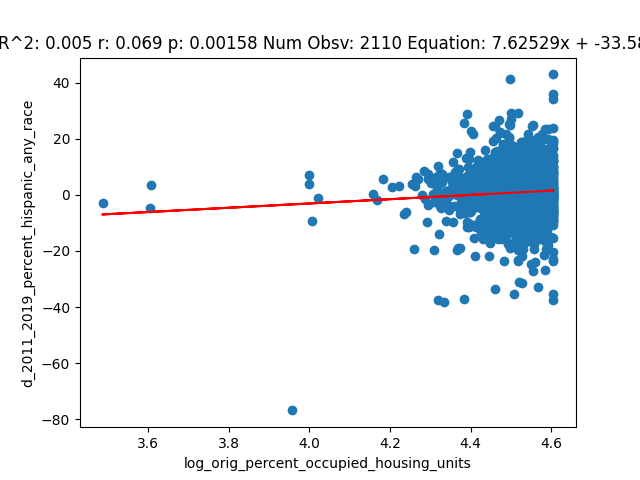 R^2: 0.005 r: 0.069 p: 0.00158 Num Obsv: 2110 Equation: 7.62529x + -33.58
40
20
0
−20
−40
−60
−80
d_2011_2019_percent_hispanic_any_race
3.6 3.8 4.0 4.2 4.4 4.6
log_orig_percent_occupied_housing_units